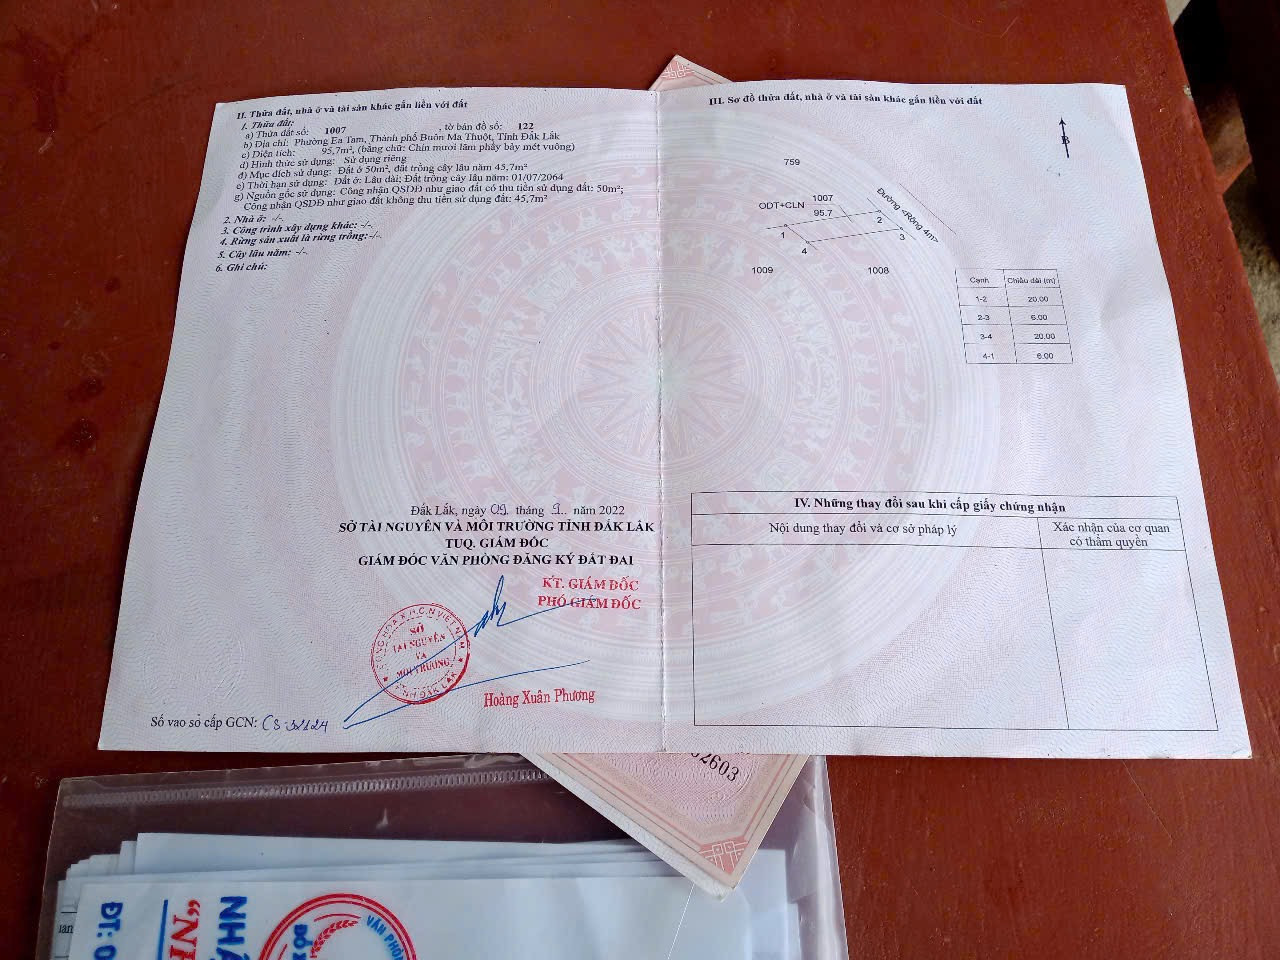 II. Thửa đất, nhà ở và tài sản khác gắn liền với đất
1. Thửa đất:
a) Thửa đất số: 1007, tờ bản đồ số: 122
b) Địa chỉ: Phường Ea Tam, Thành phố Buôn Ma Thuột, Tỉnh Đắk Lắk
c) Diện tích: 95,7m², (bằng chữ: Chín mươi lăm phẩy bảy mét vuông)
d) Hình thức sử dụng: Sử dụng riêng
đ) Mục đích sử dụng: Đất ở 50m², đất trồng cây lâu năm 45,7m²
e) Thời hạn sử dụng: Đất ở: Lâu dài; Đất trồng cây lâu năm: 01/07/2064
g) Nguồn gốc sử dụng: Công nhận QSDĐ như giao đất có thu tiền sử dụng đất: 50m²;
Công nhận QSDĐ như giao đất không thu tiền sử dụng đất: 45,7m²
2. Nhà ở: -/-
3. Công trình xây dựng khác: -/-
4. Rừng sản xuất là rừng trồng: -/-
5. Cây lâu năm: -/-
6. Ghi chú:
Đắk Lắk, ngày 09 tháng 9.. năm 2022
SỞ TÀI NGUYÊN VÀ MÔI TRƯỜNG TỈNH ĐẮK LẮK
TUQ. GIÁM ĐỐC
GIÁM ĐỐC VĂN PHÒNG ĐĂNG KÝ ĐẤT ĐAI
KT. GIÁM ĐỐC
PHÓ GIÁM ĐỐC
SỞ
TÀI NGUYÊN
VÀ
MÔI TRƯỜNG
TỈNH ĐẮK LẮK
Hoàng Xuân Phương
Số vào sổ cấp GCN: CS
III. Sơ đồ thửa đất, nhà ở và tài sản khác gắn liền với đất
B
759
ODT+CLN
1007
95.7
Đường <Rộng 4m>
1
2
3
4
1009
1008
Cạnh Chiều dài (m)
1-2 20.00
2-3 6.00
3-4 20.00
4-1 6.00
IV. Những thay đổi sau khi cấp giấy chứng nhận
Nội dung thay đổi và cơ sở pháp lý
Xác nhận của cơ quan
có thẩm quyền
02603
VĂN PHÒN
ĐT: 0